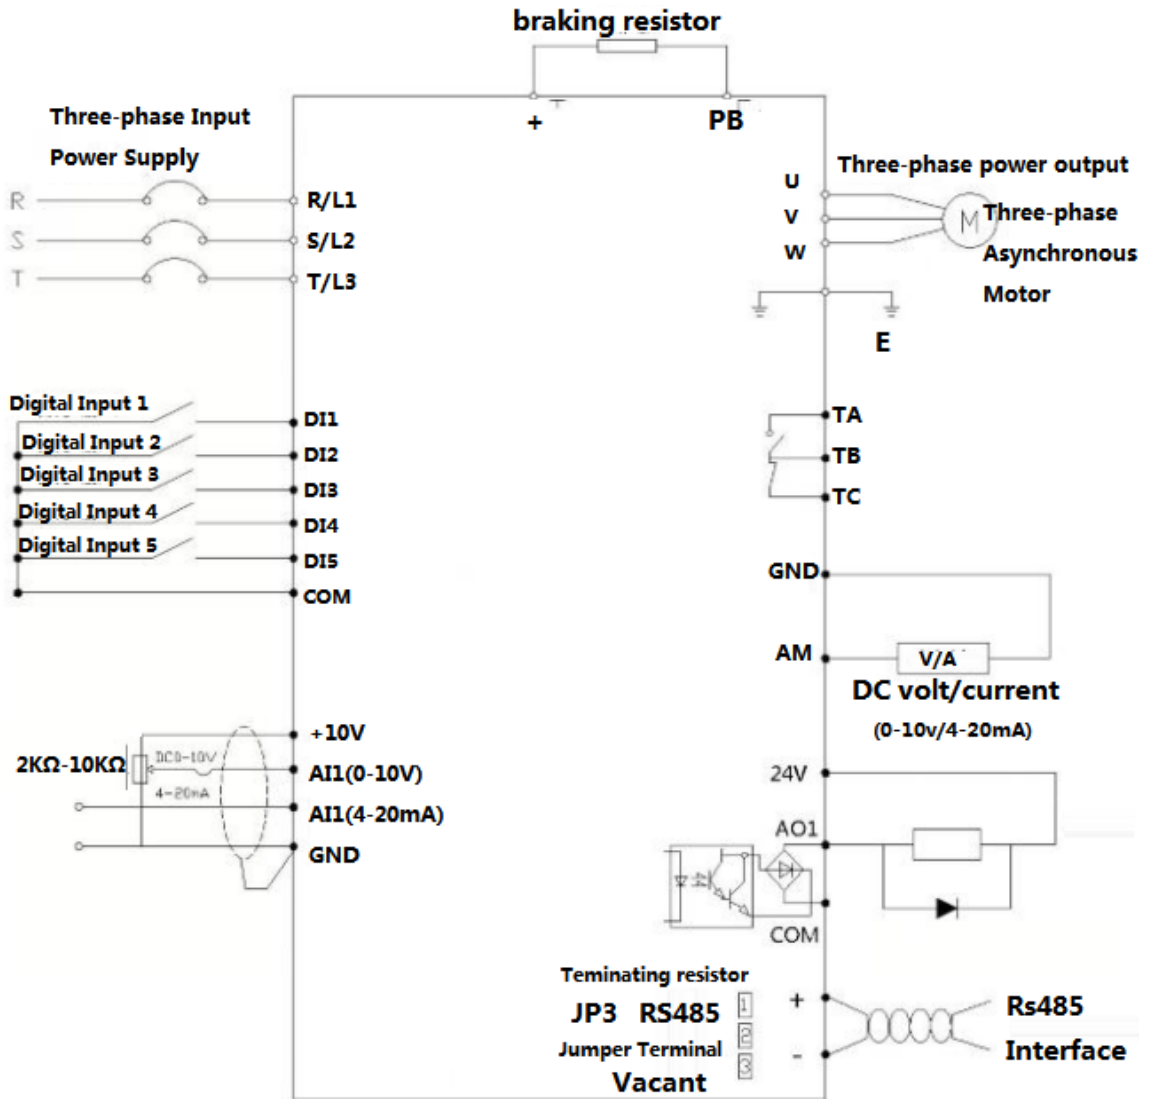 braking resistor
+
PB
Three-phase Input
Power Supply
R
R/L1
S
S/L2
T
T/L3
Three-phase power output
U
V
W
M
Three-phase
Asynchronous
Motor
E
Digital Input 1
DI1
Digital Input 2
DI2
Digital Input 3
DI3
Digital Input 4
DI4
Digital Input 5
DI5
COM
TA
TB
TC
GND
AM
V/A
DC volt/current
(0-10v/4-20mA)
+10V
2KΩ-10KΩ
DC0-10V
AI1(0-10V)
4-20mA
AI1(4-20mA)
GND
24V
AO1
COM
Teminating resistor
JP3 RS485
1
Jumper Terminal
2
Vacant
3
+
-
Rs485
Interface